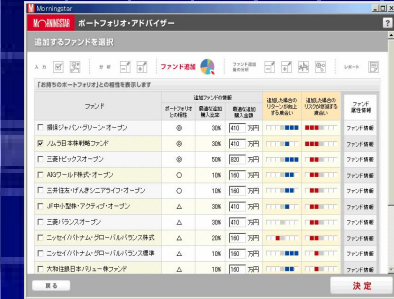 Morningstar
MORNINGSTAR ポートフォリオ・アドバイザー ?
追加するファンドを選択
入力 分析 ファンド追加 ファンド追加後の分析 レポート
「お持ちのポートフォリオ」との相性を表示します
ファンド
追加ファンドの情報
ポートフォリオとの相性
最適な追加購入比率
最適な追加購入金額
追加した場合のリターンが向上する度合い
追加した場合のリスクが低減する度合い
ファンド属性情報
損保ジャパン・グリーン・オープン ◎ 30% 410 万円 ファンド情報
ノムラ日本株戦略ファンド ◎ 30% 410 万円 ファンド情報
三菱トピックスオープン ◎ 50% 820 万円 ファンド情報
AIGワールド株式・オープン ○ 10% 160 万円 ファンド情報
三井住友・げんきシニアライフ・オープン ○ 10% 160 万円 ファンド情報
JF中小型株・アクティブ・オープン △ 30% 410 万円 ファンド情報
三菱バランスオープン △ 30% 410 万円 ファンド情報
ニッセイ/パトナム・グローバルバランス株式 △ 20% 160 万円 ファンド情報
ニッセイ/パトナム・グローバルバランス標準 △ 10% 160 万円 ファンド情報
大和住銀日本バリュー株ファンド △ 10% 160 万円 ファンド情報
戻る 決定